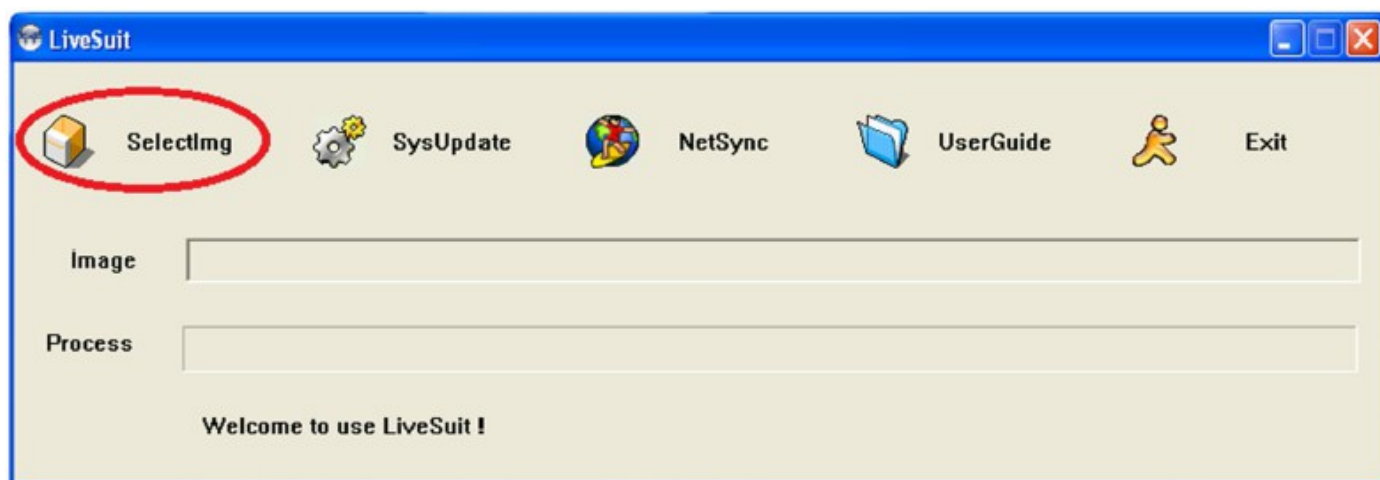 LiveSuit
SelectImg SysUpdate NetSync UserGuide Exit
Image
Process
Welcome to use LiveSuit !